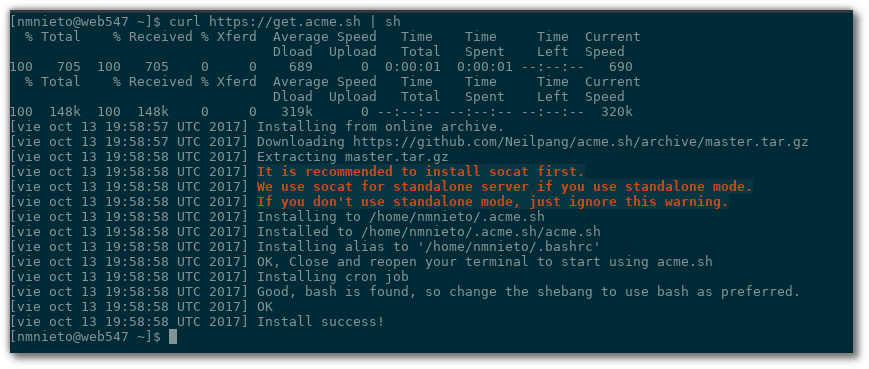 [nmnieto@web547 ~]$ curl https://get.acme.sh | sh
  % Total    % Received % Xferd  Average Speed   Time    Time     Time  Current
                                 Dload  Upload   Total   Spent    Left  Speed
100   705  100   705    0     0    689      0  0:00:01  0:00:01 --:--:--   690
  % Total    % Received % Xferd  Average Speed   Time    Time     Time  Current
                                 Dload  Upload   Total   Spent    Left  Speed
100  148k  100  148k    0     0   319k      0 --:--:-- --:--:-- --:--:--  320k
[vie oct 13 19:58:57 UTC 2017] Installing from online archive.
[vie oct 13 19:58:57 UTC 2017] Downloading https://github.com/Neilpang/acme.sh/archive/master.tar.gz
[vie oct 13 19:58:58 UTC 2017] Extracting master.tar.gz
[vie oct 13 19:58:58 UTC 2017] It is recommended to install socat first.
[vie oct 13 19:58:58 UTC 2017] We use socat for standalone server if you use standalone mode.
[vie oct 13 19:58:58 UTC 2017] If you don't use standalone mode, just ignore this warning.
[vie oct 13 19:58:58 UTC 2017] Installing to /home/nmnieto/.acme.sh
[vie oct 13 19:58:58 UTC 2017] Installed to /home/nmnieto/.acme.sh/acme.sh
[vie oct 13 19:58:58 UTC 2017] Installing alias to '/home/nmnieto/.bashrc'
[vie oct 13 19:58:58 UTC 2017] OK, Close and reopen your terminal to start using acme.sh
[vie oct 13 19:58:58 UTC 2017] Installing cron job
[vie oct 13 19:58:58 UTC 2017] Good, bash is found, so change the shebang to use bash as preferred.
[vie oct 13 19:58:58 UTC 2017] OK
[vie oct 13 19:58:58 UTC 2017] Install success!
[nmnieto@web547 ~]$